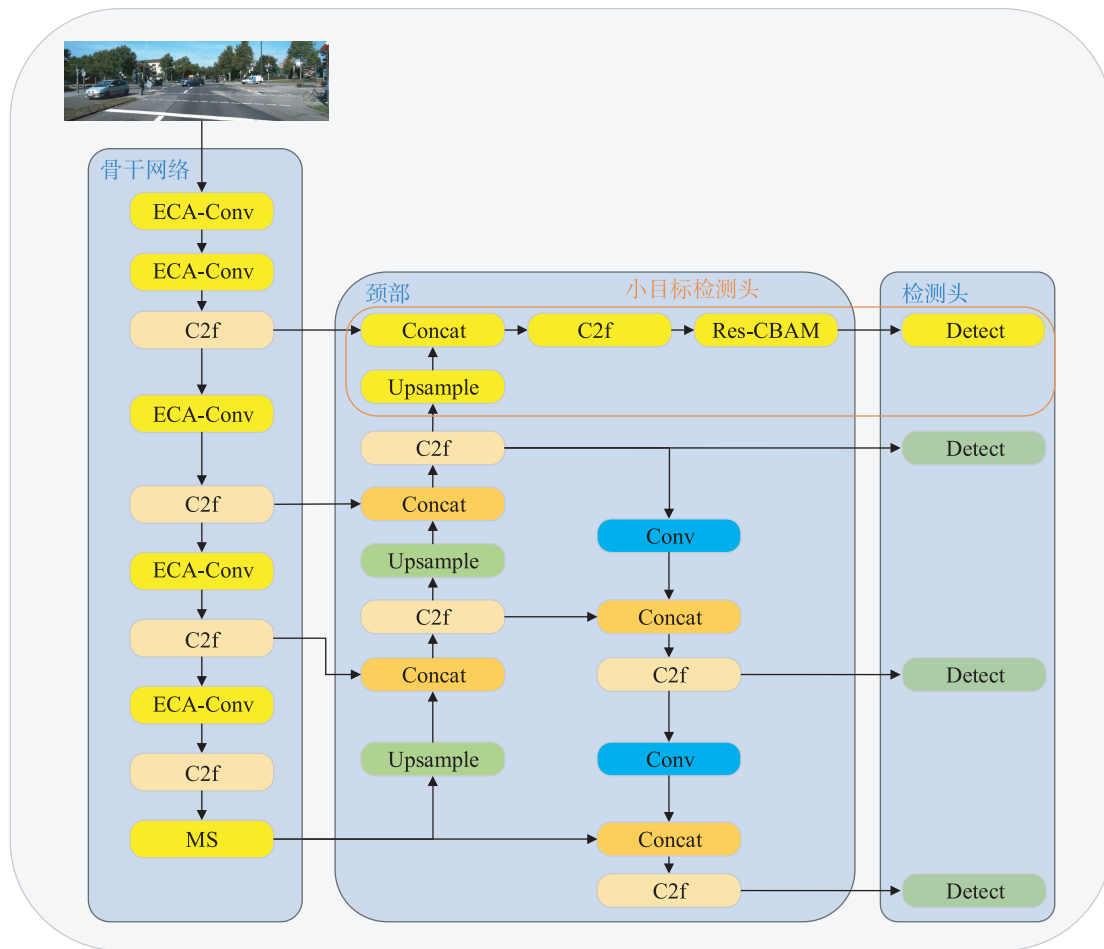 骨干网络
ECA-Conv
ECA-Conv
C2f
ECA-Conv
C2f
ECA-Conv
C2f
ECA-Conv
C2f
MS
颈部
小目标检测头
Concat
C2f
Res-CBAM
Upsample
C2f
Concat
Upsample
C2f
Concat
Upsample
Conv
Concat
C2f
Conv
Concat
C2f
检测头
Detect
Detect
Detect
Detect